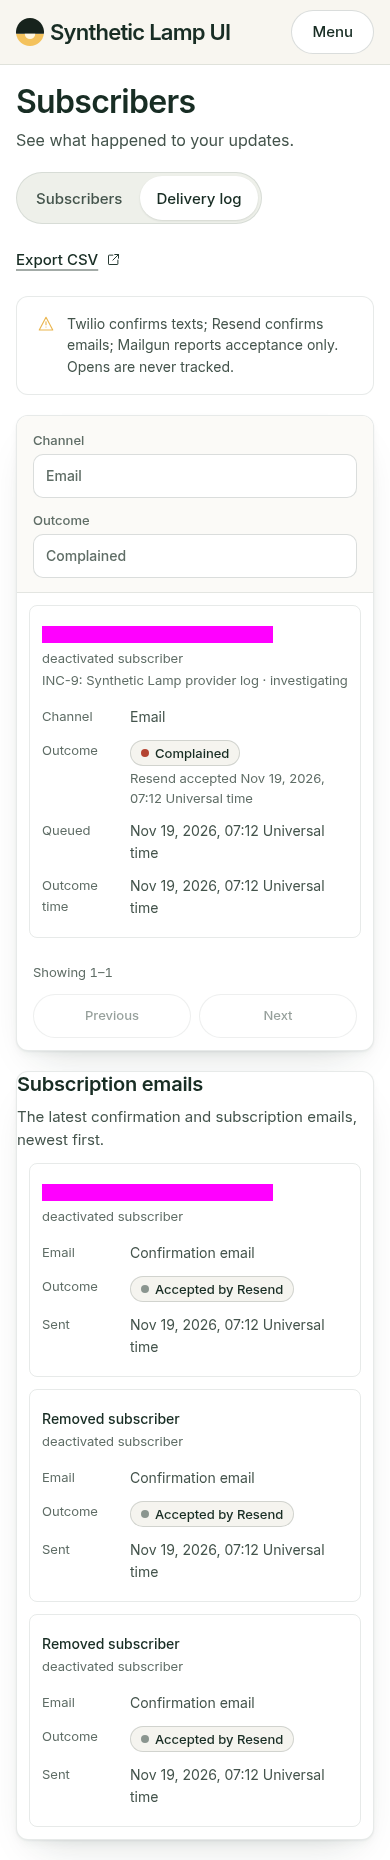 Synthetic Lamp UI
Menu
Subscribers
See what happened to your updates.
Subscribers
Delivery log
Export CSV
Twilio confirms texts; Resend confirms
emails; Mailgun reports acceptance only.
Opens are never tracked.
Channel
Email
Outcome
Complained
deactivated subscriber
INC-9: Synthetic Lamp provider log · investigating
Channel
Email
Outcome
Complained
Resend accepted Nov 19, 2026,
07:12 Universal time
Queued
Nov 19, 2026, 07:12 Universal
time
Outcome
time
Nov 19, 2026, 07:12 Universal
time
Showing 1–1
Previous
Next
Subscription emails
The latest confirmation and subscription emails,
newest first.
deactivated subscriber
Email
Confirmation email
Outcome
Accepted by Resend
Sent
Nov 19, 2026, 07:12 Universal
time
Removed subscriber
deactivated subscriber
Email
Confirmation email
Outcome
Accepted by Resend
Sent
Nov 19, 2026, 07:12 Universal
time
Removed subscriber
deactivated subscriber
Email
Confirmation email
Outcome
Accepted by Resend
Sent
Nov 19, 2026, 07:12 Universal
time